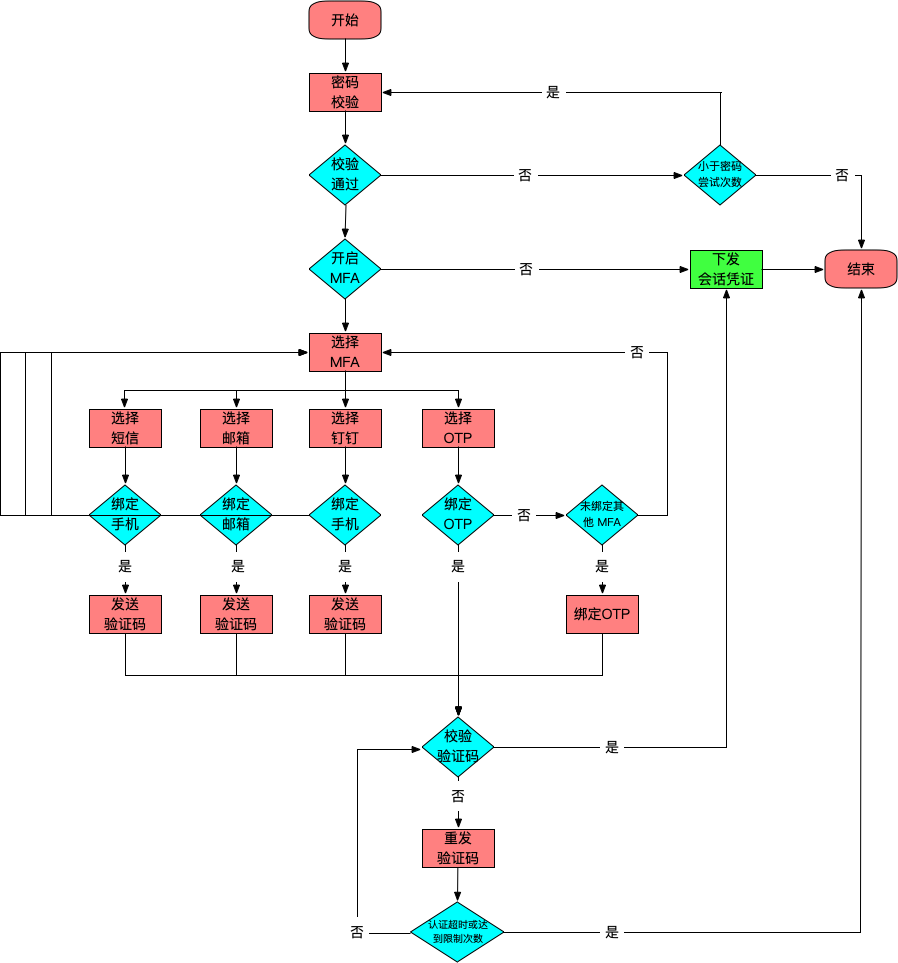 开始
密码
校验
是
校验
通过
否
小于密码
尝试次数
否
开启
MFA
否
下发
会话凭证
结束
选择
MFA
否
选择
短信
选择
邮箱
选择
钉钉
选择
OTP
绑定
手机
绑定
邮箱
绑定
手机
绑定
OTP
否
未绑定其
他 MFA
是
是
是
是
是
发送
验证码
发送
验证码
发送
验证码
绑定OTP
校验
验证码
是
否
重发
验证码
否
认证超时或达
到限制次数
是